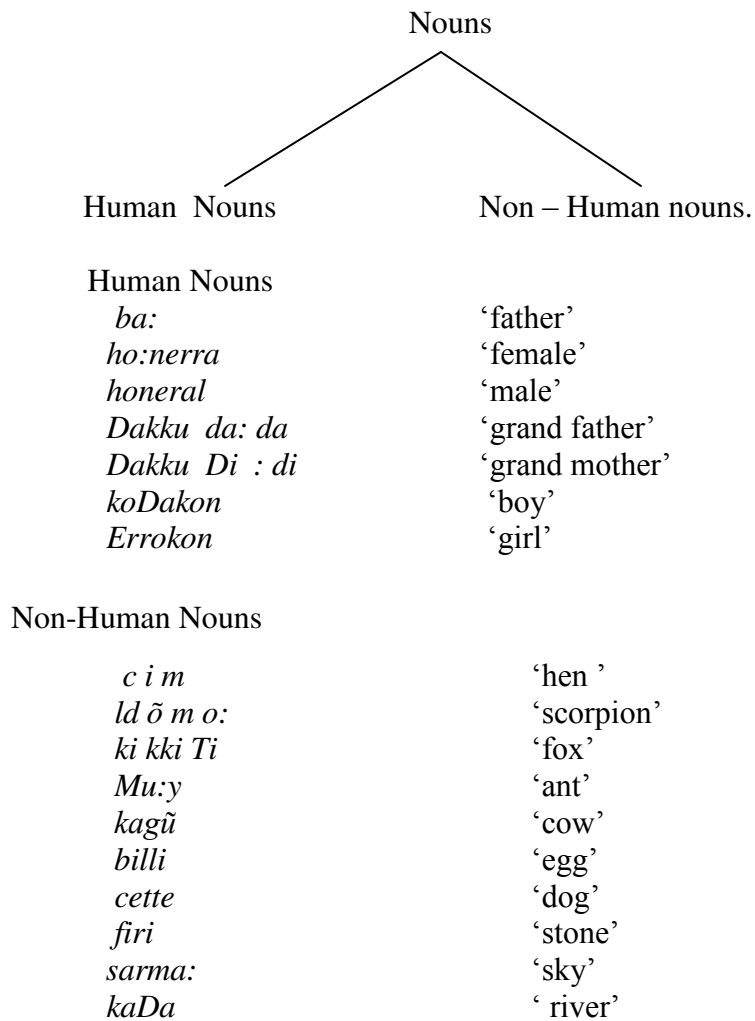 Nouns
Human Nouns Non – Human nouns.
Human Nouns
ba: ‘father’
ho:nerra ‘female’
honeral ‘male’
Dakku da: da ‘grand father’
Dakku Di : di ‘grand mother’
koDakon ‘boy’
Errokon ‘girl’
Non-Human Nouns
c i m ‘hen ’
ld õ m o: ‘scorpion’
ki kki Ti ‘fox’
Mu:y ‘ant’
kagũ ‘cow’
billi ‘egg’
cette ‘dog’
firi ‘stone’
sarma: ‘sky’
kaDa ‘ river’